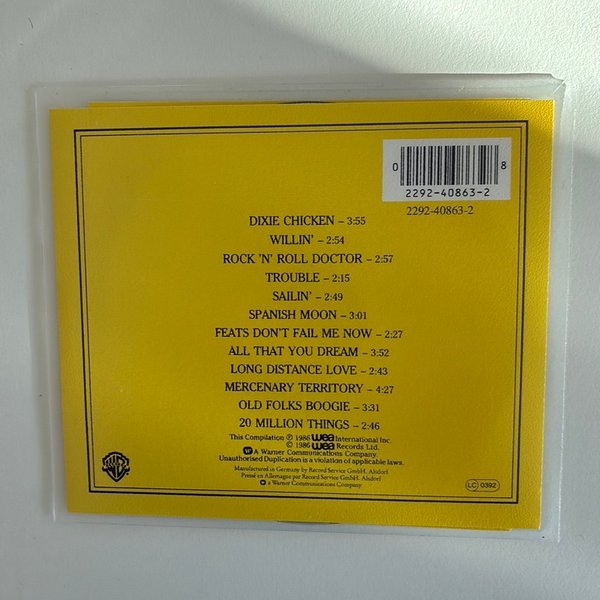 0 8
2292-40863-2
2292-40863-2
DIXIE CHICKEN – 3:55
WILLIN' – 2:54
ROCK 'N' ROLL DOCTOR – 2:57
TROUBLE – 2:15
SAILIN' – 2:49
SPANISH MOON – 3:01
FEATS DON'T FAIL ME NOW – 2:27
ALL THAT YOU DREAM – 3:52
LONG DISTANCE LOVE – 2:43
MERCENARY TERRITORY – 4:27
OLD FOLKS BOOGIE – 3:31
20 MILLION THINGS – 2:46
This Compilation ℗ 1986 wea International Inc.
© 1986 wea Records Ltd.
A Warner Communications Company.
Unauthorised Duplication is a violation of applicable laws.
Manufactured in Germany by Record Service GmbH. Alsdorf
Pressé en Allemagne par Record Service GmbH. Alsdorf
a Warner Communications Company
LC 0392